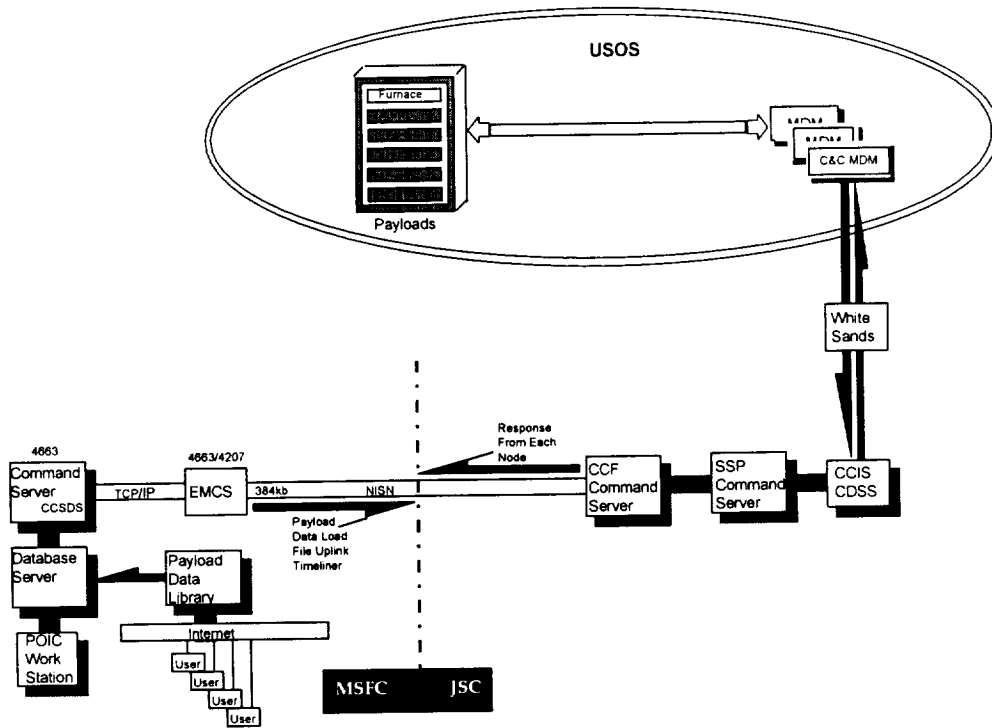 USOS
Furnace
Payloads
MDM
MDM
C&C MDM
White
Sands
Response
From Each
Node
4663
Command
Server
CCSDS
TCP/IP
4663/4207
EMCS
384kb
NISN
Payload
Data Load
File Uplink
Timeliner
CCF
Command
Server
SSP
Command
Server
CCIS
CDSS
Database
Server
Payload
Data
Library
POIC
Work
Station
Internet
User
User
User
User
MSFC
JSC